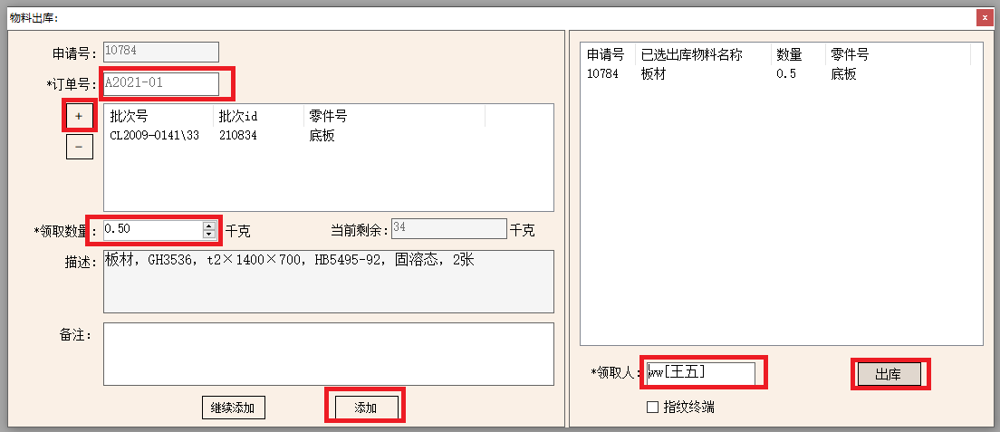 物料出库:
x
申请号: 10784
*订单号: A2021-01
+
-
批次号 批次id 零件号
CL2009-0141\33 210834 底板
*领取数量: 0.50 千克 当前剩余: 34 千克
描述: 板材, GH3536, t2×1400×700, HB5495-92, 固溶态, 2张
备注:
继续添加 添加
申请号 已选出库物料名称 数量 零件号
10784 板材 0.5 底板
*领取人: ww[王五]
出库
指纹终端